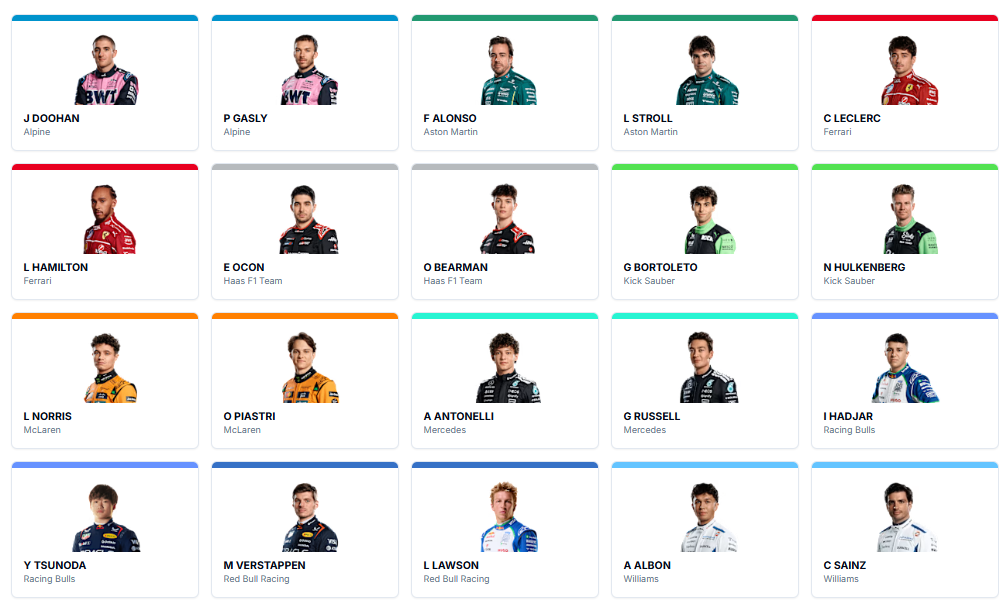 BWT
BWT
J DOOHAN
Alpine
P GASLY
Alpine
F ALONSO
Aston Martin
L STROLL
Aston Martin
C LECLERC
Ferrari
L HAMILTON
Ferrari
E OCON
Haas F1 Team
O BEARMAN
Haas F1 Team
G BORTOLETO
Kick Sauber
N HULKENBERG
Kick Sauber
L NORRIS
McLaren
O PIASTRI
McLaren
A ANTONELLI
Mercedes
G RUSSELL
Mercedes
I HADJAR
Racing Bulls
Y TSUNODA
Racing Bulls
M VERSTAPPEN
Red Bull Racing
L LAWSON
Red Bull Racing
A ALBON
Williams
C SAINZ
Williams